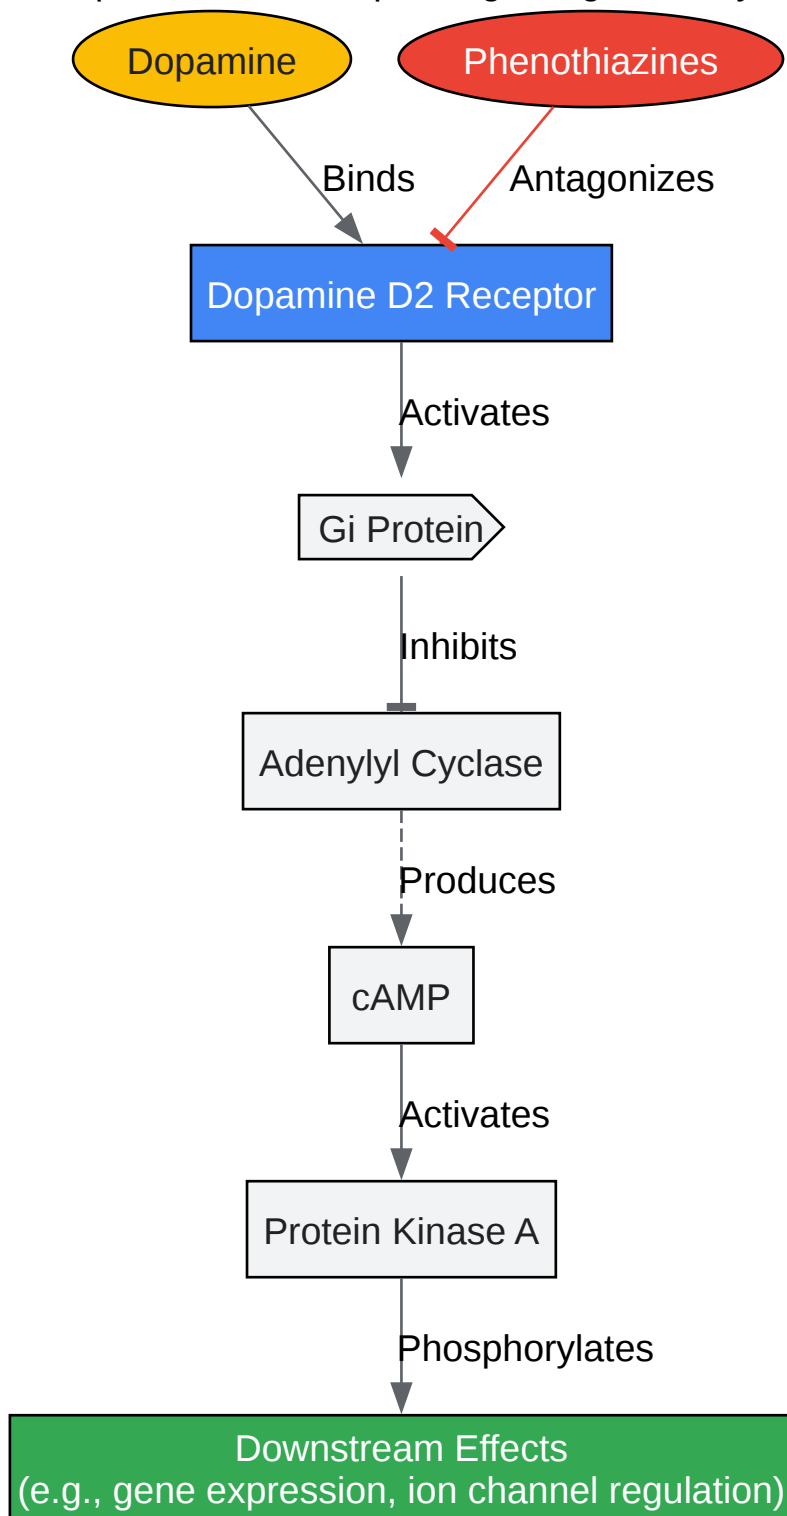 Dopamine
Phenothiazines
Binds
Antagonizes
Dopamine D2 Receptor
Activates
Gi Protein
Inhibits
Adenylyl Cyclase
Produces
cAMP
Activates
Protein Kinase A
Phosphorylates
Downstream Effects
(e.g., gene expression, ion channel regulation)